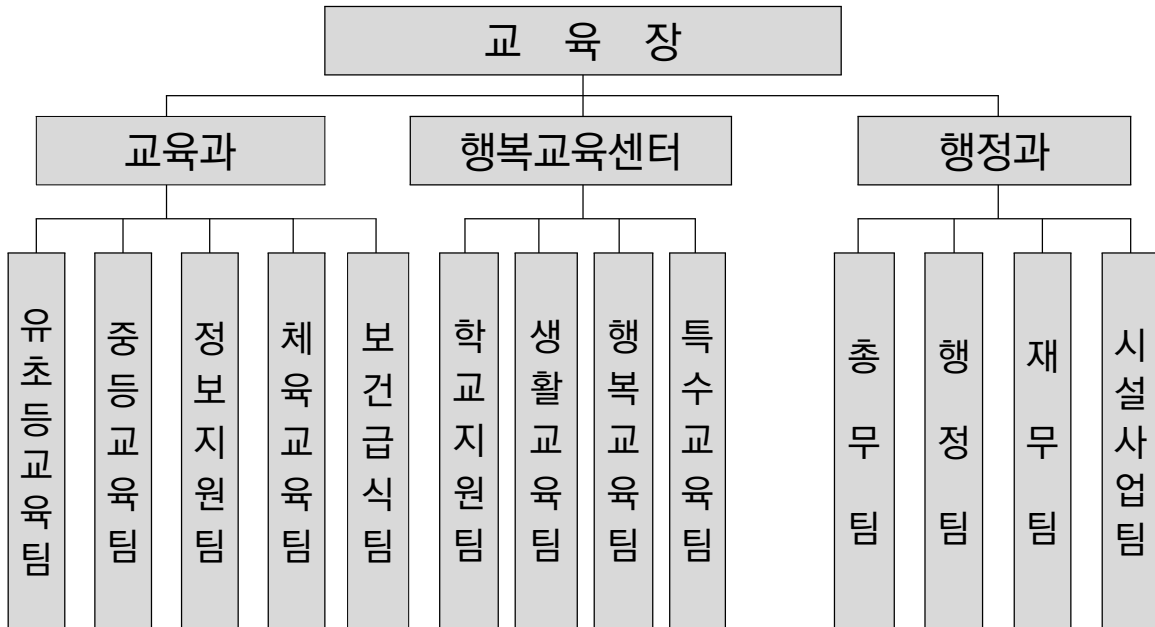 교 육 장
교육과
행복교육센터
행정과
유초등교육팀
중등교육팀
정보지원팀
체육교육팀
보건급식팀
학교지원팀
생활교육팀
행복교육팀
특수교육팀
총무팀
행정팀
재무팀
시설사업팀